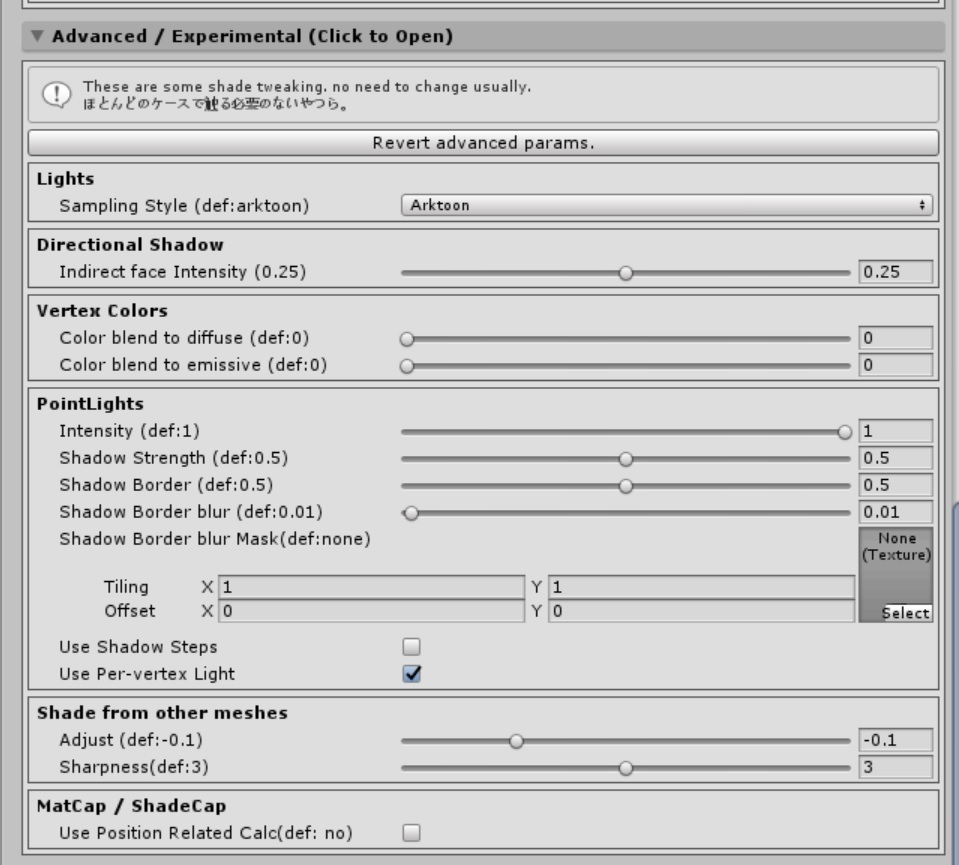 ▼ Advanced / Experimental (Click to Open)
These are some shade tweaking. no need to change usually.
ほとんどのケースで触る必要のないやつら。
Revert advanced params.
Lights
Sampling Style (def:arktoon) Arktoon
Directional Shadow
Indirect face Intensity (0.25) 0.25
Vertex Colors
Color blend to diffuse (def:0) 0
Color blend to emissive (def:0) 0
PointLights
Intensity (def:1) 1
Shadow Strength (def:0.5) 0.5
Shadow Border (def:0.5) 0.5
Shadow Border blur (def:0.01) 0.01
Shadow Border blur Mask(def:none) None
(Texture)
Tiling X 1 Y 1
Offset X 0 Y 0
Select
Use Shadow Steps
Use Per-vertex Light
Shade from other meshes
Adjust (def:-0.1) -0.1
Sharpness(def:3) 3
MatCap / ShadeCap
Use Position Related Calc(def: no)